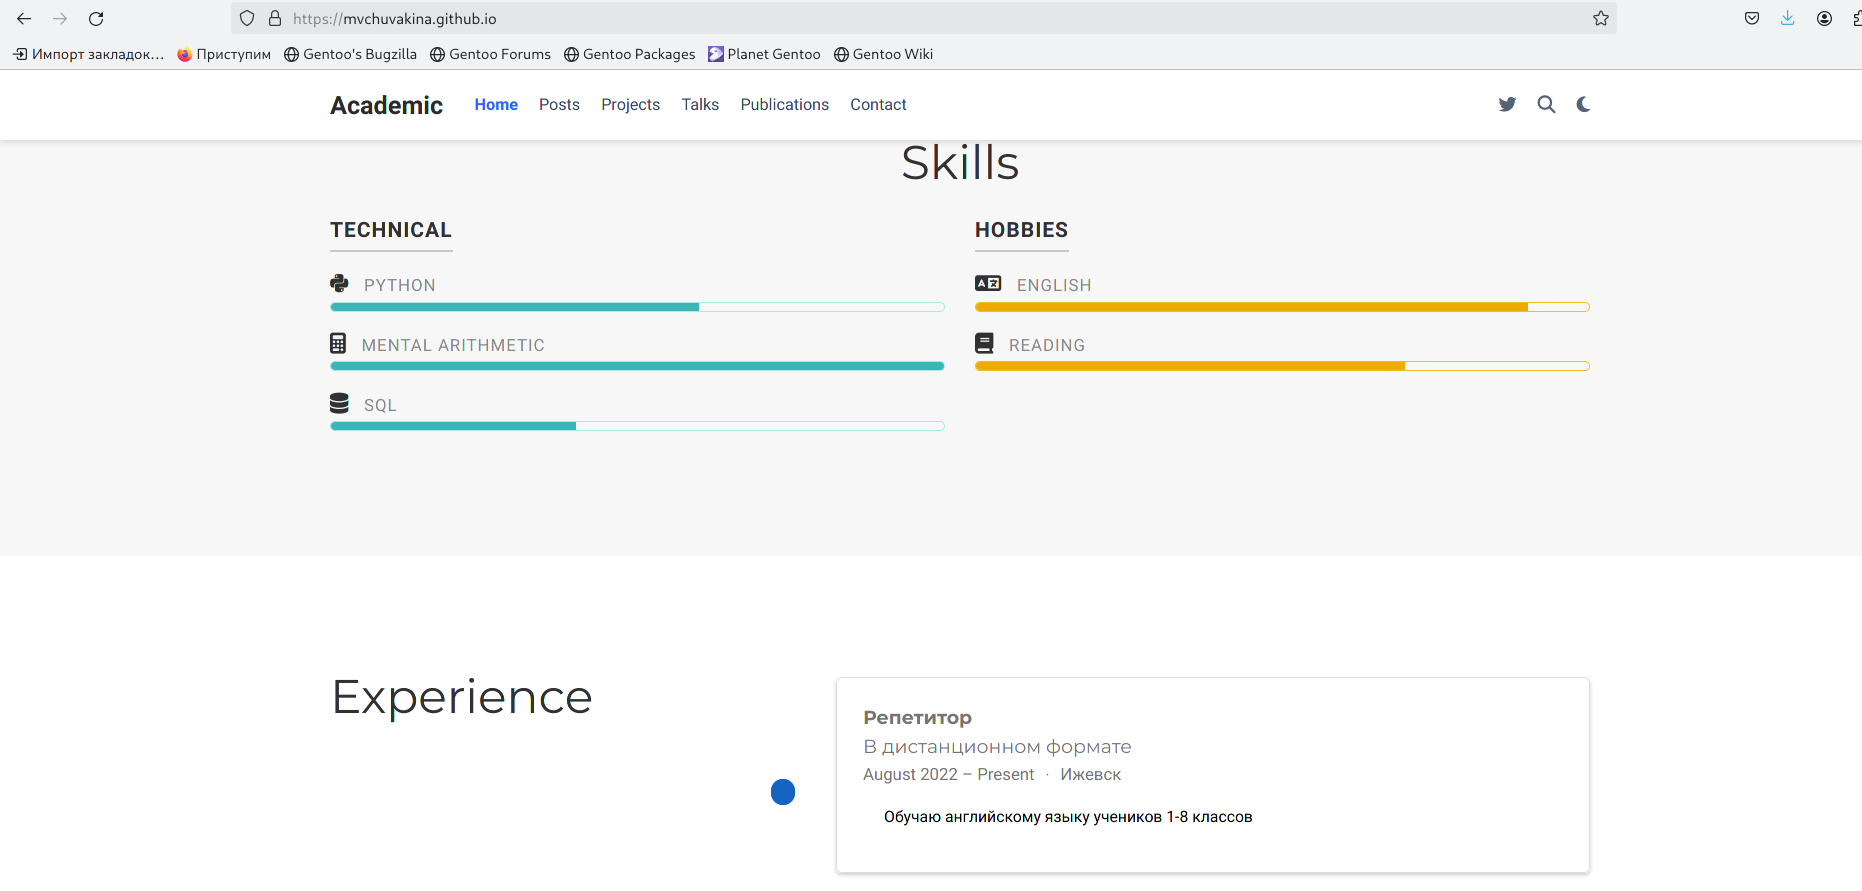 https://mvchuvakina.github.io
Импорт закладок… Приступим Gentoo's Bugzilla Gentoo Forums Gentoo Packages Planet Gentoo Gentoo Wiki
Academic Home Posts Projects Talks Publications Contact
Skills
TECHNICAL
PYTHON
MENTAL ARITHMETIC
SQL
HOBBIES
ENGLISH
READING
Experience
Репетитор
В дистанционном формате
August 2022 – Present · Ижевск
Обучаю английскому языку учеников 1-8 классов